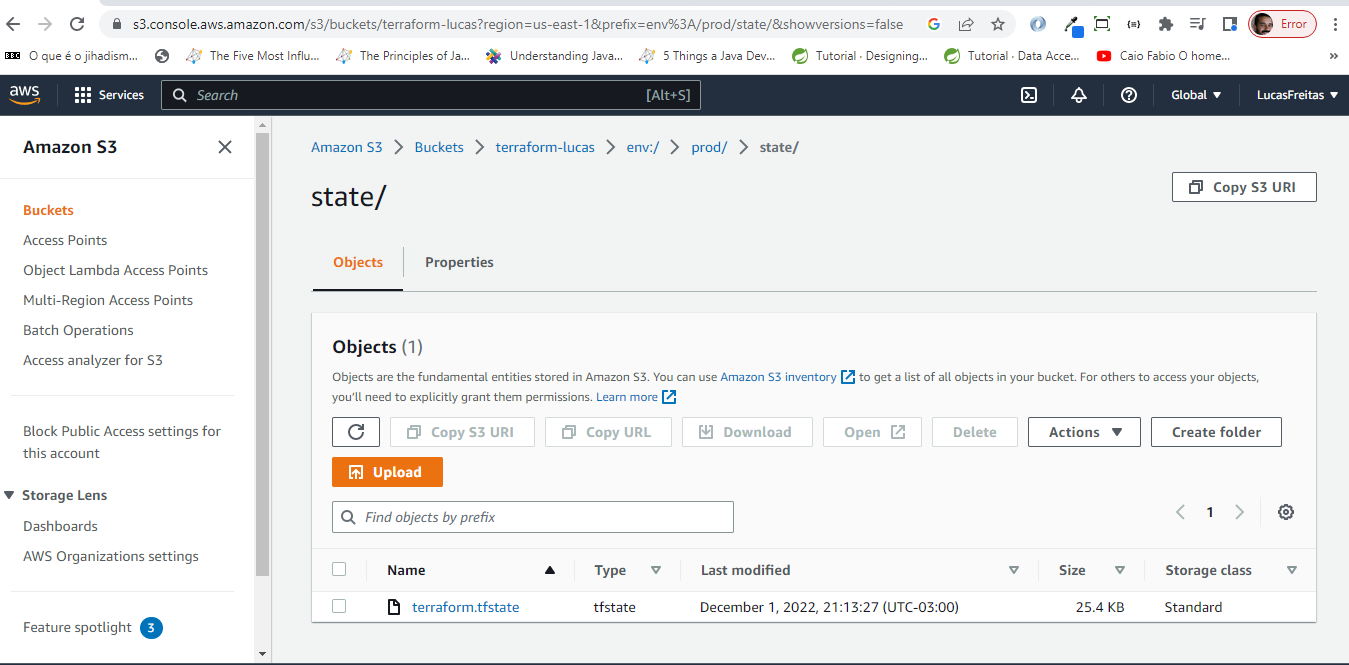 s3.console.aws.amazon.com/s3/buckets/terraform-lucas?region=us-east-1&prefix=env%3A/prod/state/&showversions=false
Error
BBC O que é o jihadism...
The Five Most Influ...
The Principles of Ja...
Understanding Java...
5 Things a Java Dev...
Tutorial · Designing...
Tutorial · Data Acce...
Caio Fabio O home...
»
aws
Services
Search
[Alt+S]
Global
LucasFreitas
Amazon S3
Buckets
Access Points
Object Lambda Access Points
Multi-Region Access Points
Batch Operations
Access analyzer for S3
Block Public Access settings for
this account
Storage Lens
Dashboards
AWS Organizations settings
Feature spotlight 3
Amazon S3 > Buckets > terraform-lucas > env:/ > prod/ > state/
state/
Copy S3 URI
Objects
Properties
Objects (1)
Objects are the fundamental entities stored in Amazon S3. You can use Amazon S3 inventory to get a list of all objects in your bucket. For others to access your objects,
you'll need to explicitly grant them permissions. Learn more
Copy S3 URI
Copy URL
Download
Open
Delete
Actions
Create folder
Upload
Find objects by prefix
1
Name
Type
Last modified
Size
Storage class
terraform.tfstate
tfstate
December 1, 2022, 21:13:27 (UTC-03:00)
25.4 KB
Standard